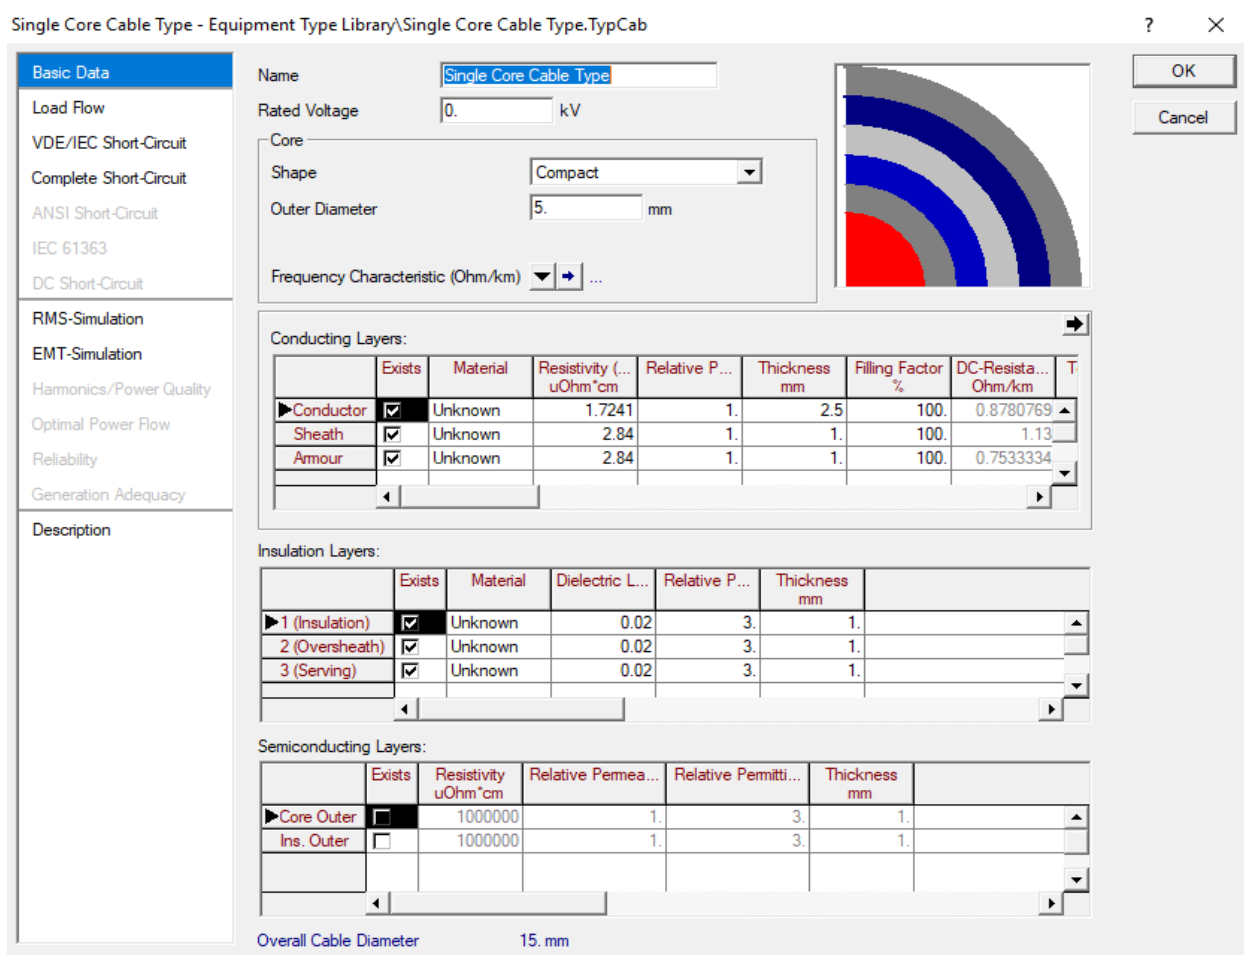 Single Core Cable Type - Equipment Type Library\Single Core Cable Type.TypCab ?
Basic Data
Load Flow
VDE/IEC Short-Circuit
Complete Short-Circuit
ANSI Short-Circuit
IEC 61363
DC Short-Circuit
RMS-Simulation
EMT-Simulation
Harmonics/Power Quality
Optimal Power Flow
Reliability
Generation Adequacy
Description
Name Single Core Cable Type
Rated Voltage 0. kV
Core
Shape Compact
Outer Diameter 5. mm
Frequency Characteristic (Ohm/km) ...
OK
Cancel
Conducting Layers:
Exists Material Resistivity (... Relative P... Thickness Filling Factor DC-Resista... T
uOhm*cm mm % Ohm/km
Conductor Unknown 1.7241 1. 2.5 100. 0.8780769
Sheath Unknown 2.84 1. 1. 100. 1.13
Armour Unknown 2.84 1. 1. 100. 0.7533334
Insulation Layers:
Exists Material Dielectric L... Relative P... Thickness
mm
1 (Insulation) Unknown 0.02 3. 1.
2 (Oversheath) Unknown 0.02 3. 1.
3 (Serving) Unknown 0.02 3. 1.
Semiconducting Layers:
Exists Resistivity Relative Permea... Relative Permitti... Thickness
uOhm*cm mm
Core Outer 1000000 1. 3. 1.
Ins. Outer 1000000 1. 3. 1.
Overall Cable Diameter 15. mm